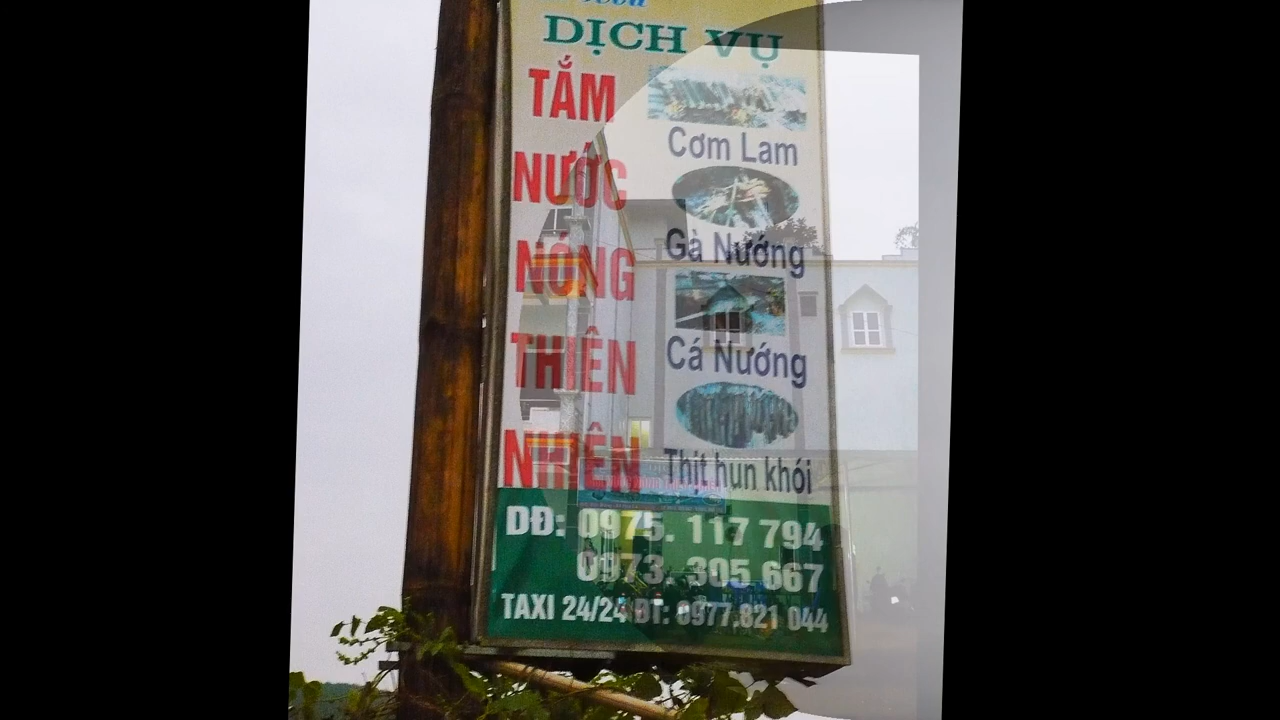 DỊCH VỤ
TẮM
NƯỚC
NÓNG
THIÊN
NHIÊN
Cơm Lam
Gà Nướng
Cá Nướng
Thịt hun khói
DĐ: 0975. 117 794
0973. 305 667
TAXI 24/24 ĐT: 0977.821 044